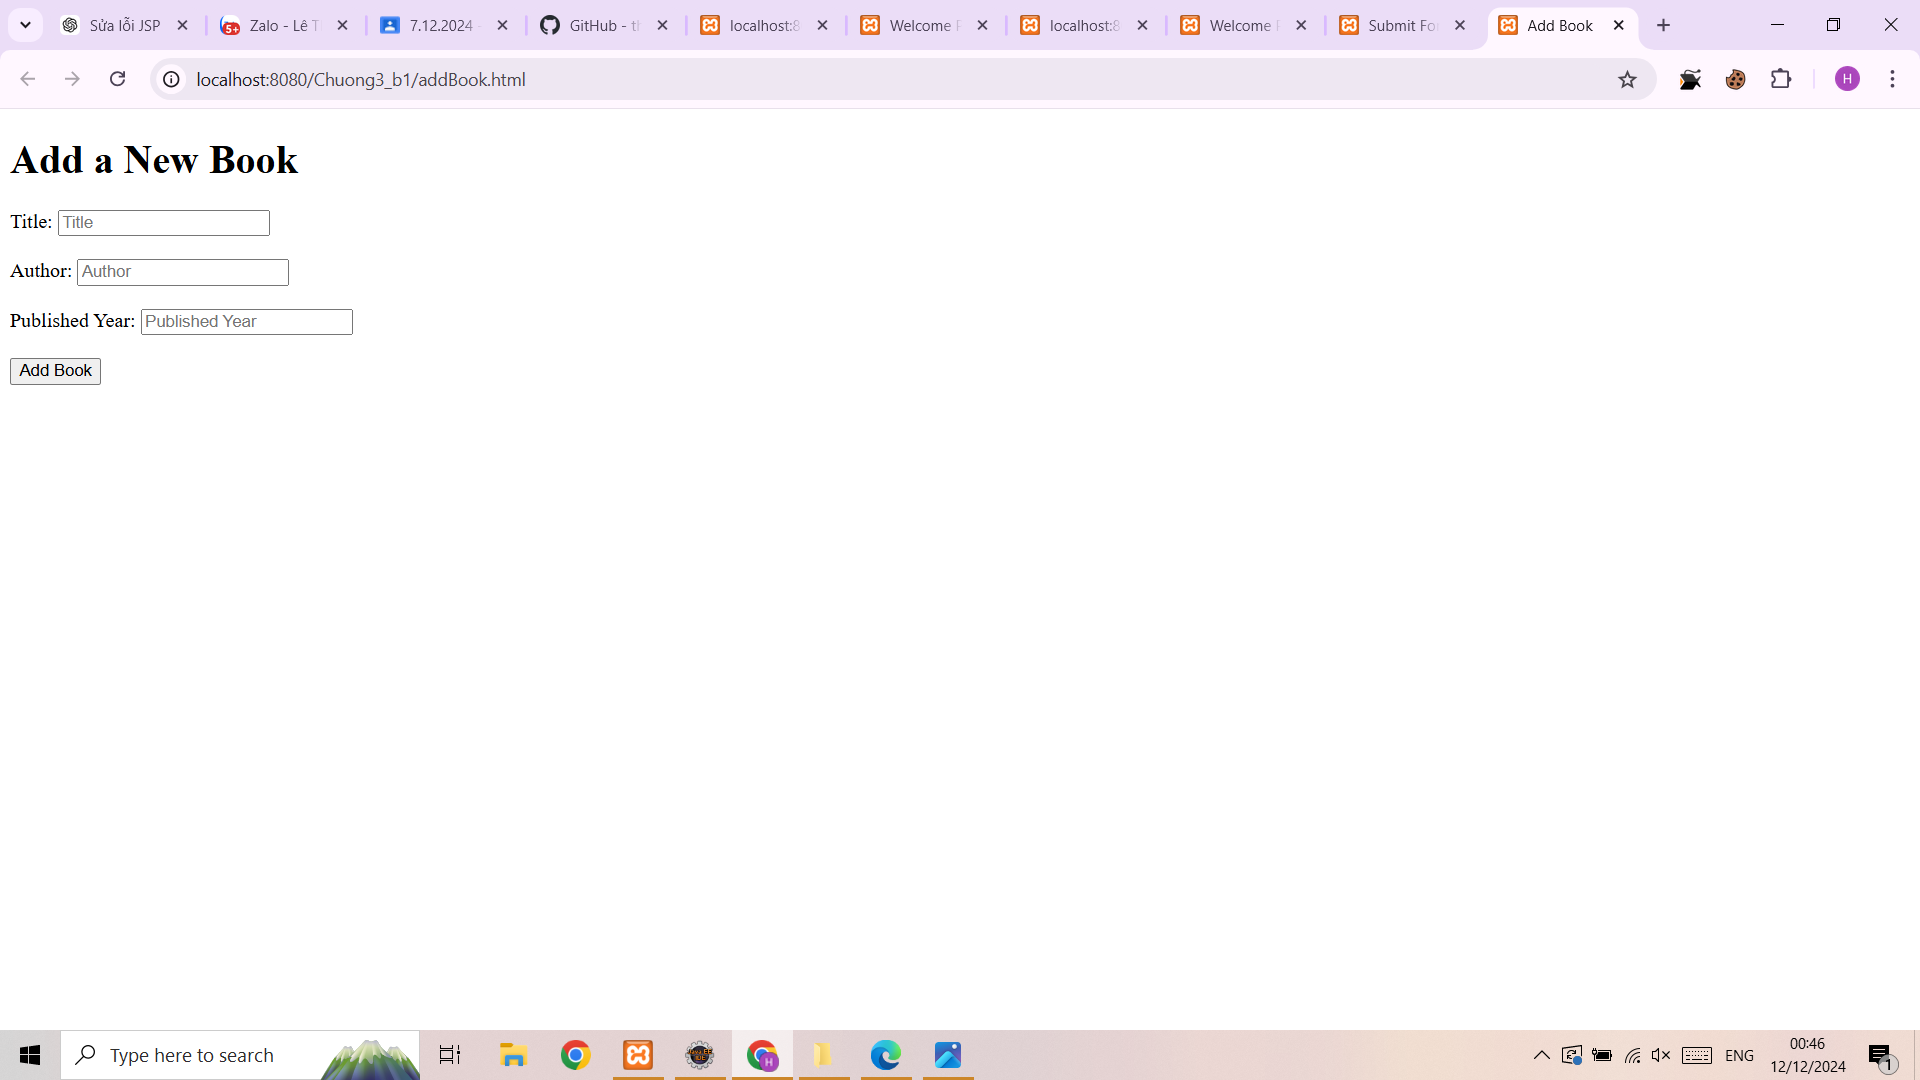 Sửa lỗi JSP
Zalo - Lê T
7.12.2024 -
GitHub - th
localhost:8
Welcome P
localhost:8
Welcome P
Submit For
Add Book
localhost:8080/Chuong3_b1/addBook.html
H
Add a New Book
Title: Title
Author: Author
Published Year: Published Year
Add Book
Type here to search
H
ENG
00:46
12/12/2024
1